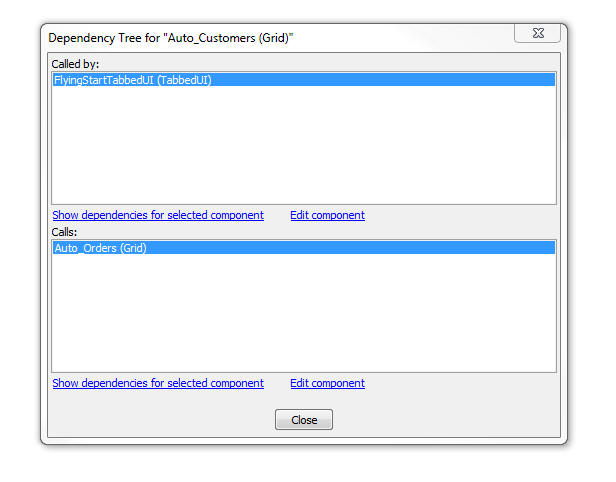 Dependency Tree for "Auto_Customers (Grid)"
Called by:
FlyingStartTabbedUI (TabbedUI)
Show dependencies for selected component Edit component
Calls:
Auto_Orders (Grid)
Show dependencies for selected component Edit component
Close